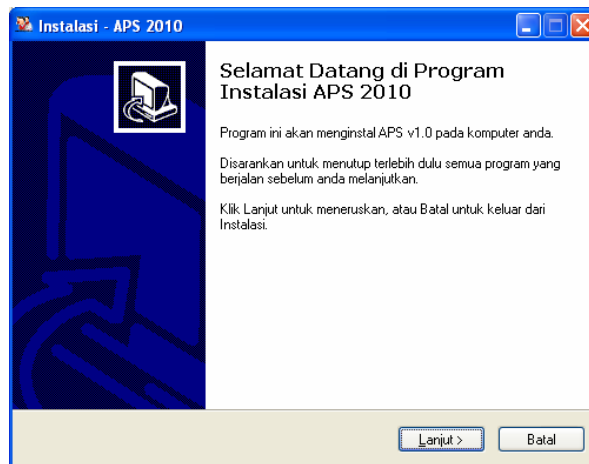 Instalasi - APS 2010
Selamat Datang di Program
Instalasi APS 2010
Program ini akan menginstal APS v1.0 pada komputer anda.
Disarankan untuk menutup terlebih dulu semua program yang
berjalan sebelum anda melanjutkan.
Klik Lanjut untuk meneruskan, atau Batal untuk keluar dari
Instalasi.
Lanjut >
Batal